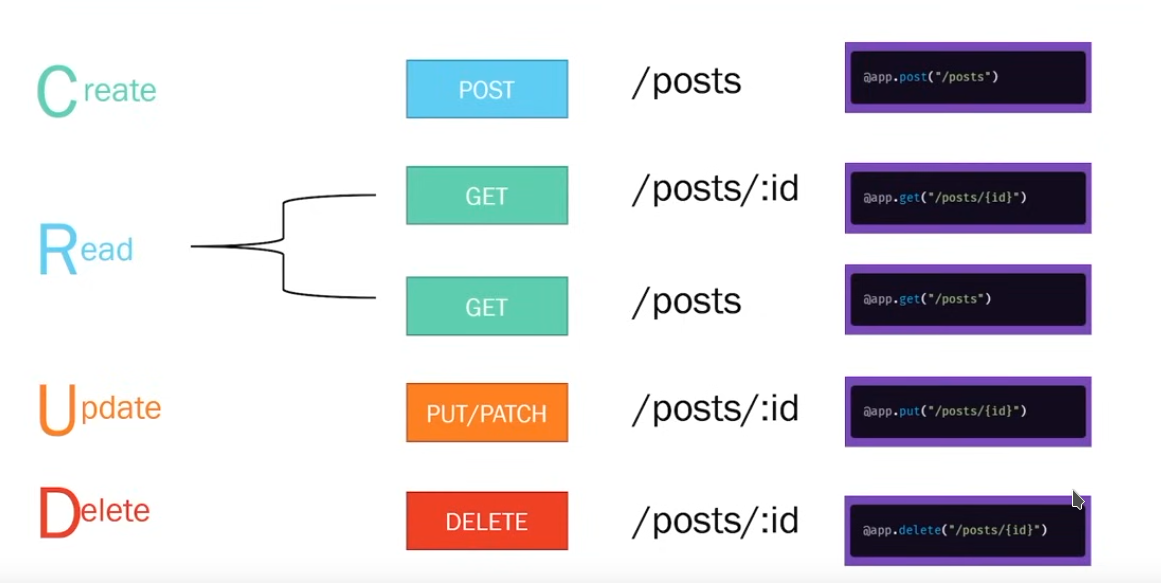 Create POST /posts @app.post("/posts")
GET /posts/:id @app.get("/posts/{id}")
Read
GET /posts @app.get("/posts")
Update PUT/PATCH /posts/:id @app.put("/posts/{id}")
Delete DELETE /posts/:id @app.delete("/posts/{id}")